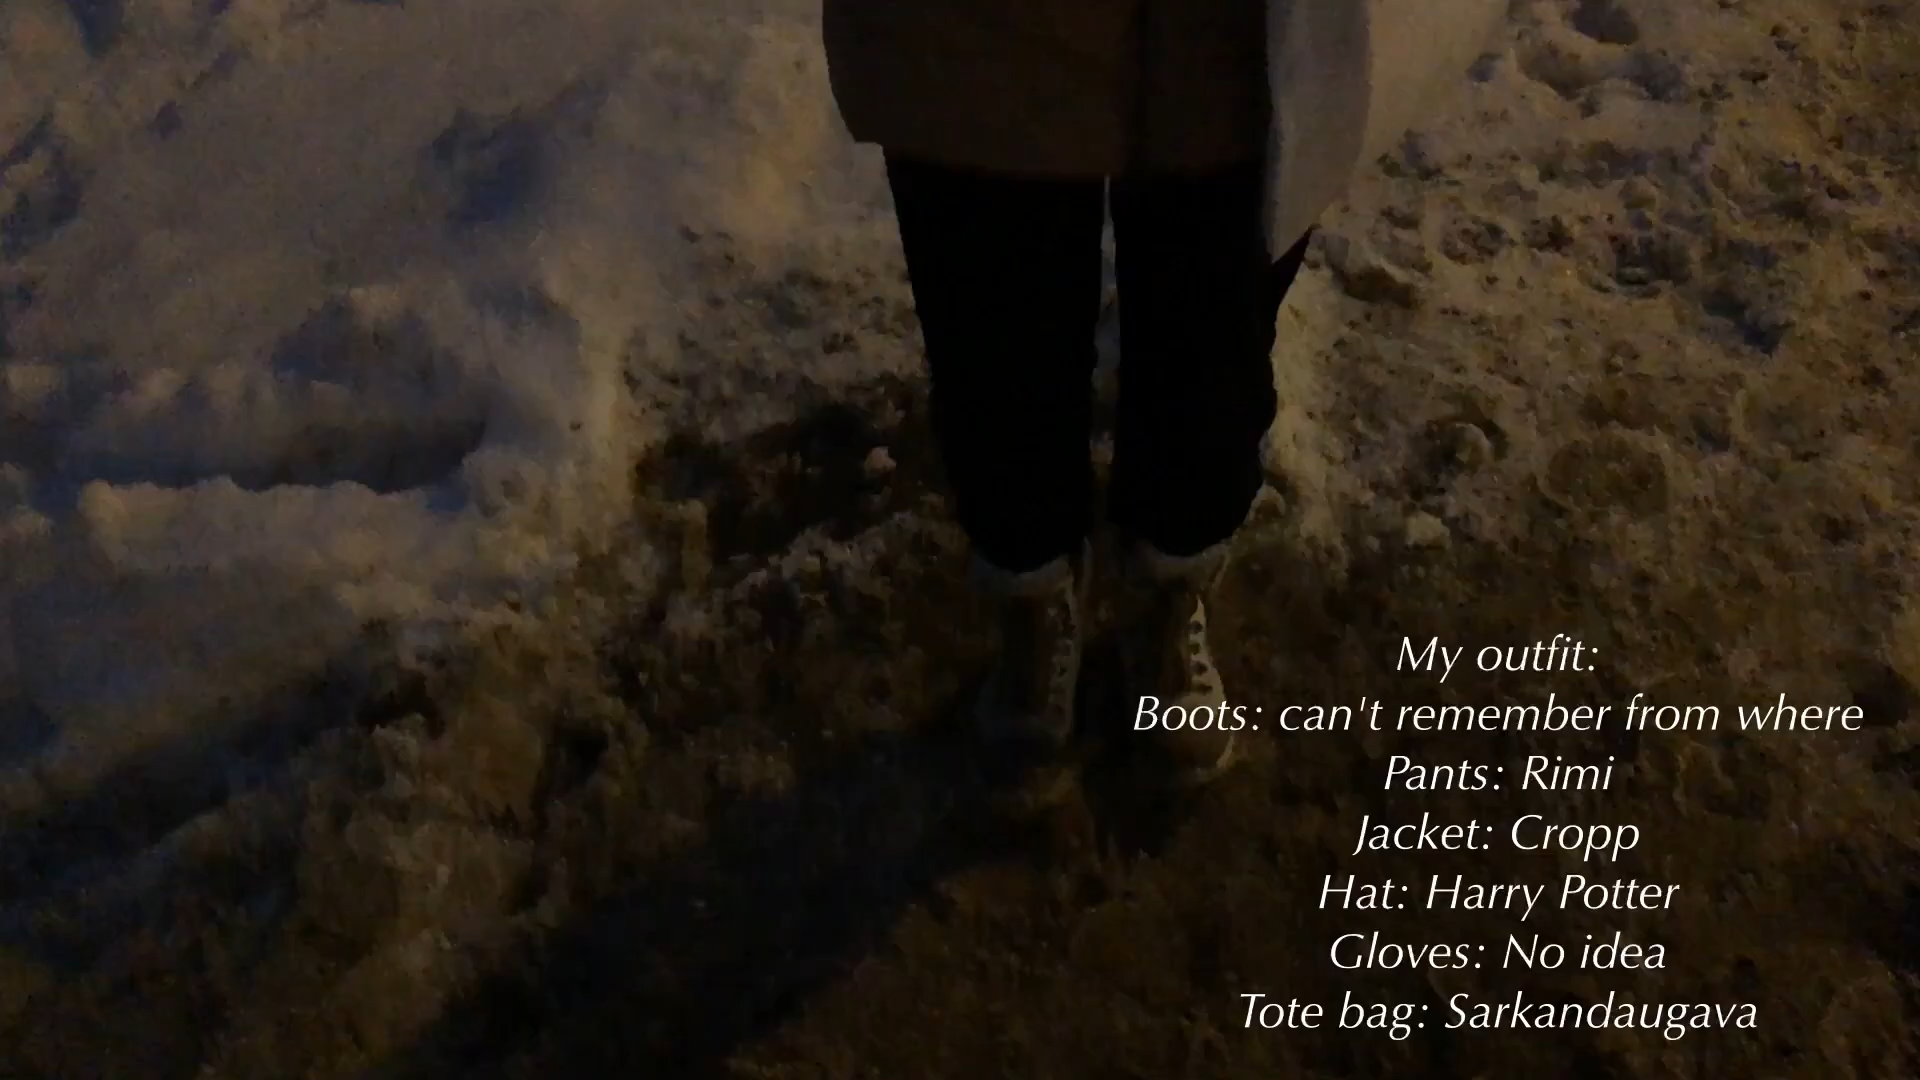 My outfit:
Boots: can't remember from where
Pants: Rimi
Jacket: Cropp
Hat: Harry Potter
Gloves: No idea
Tote bag: Sarkandaugava